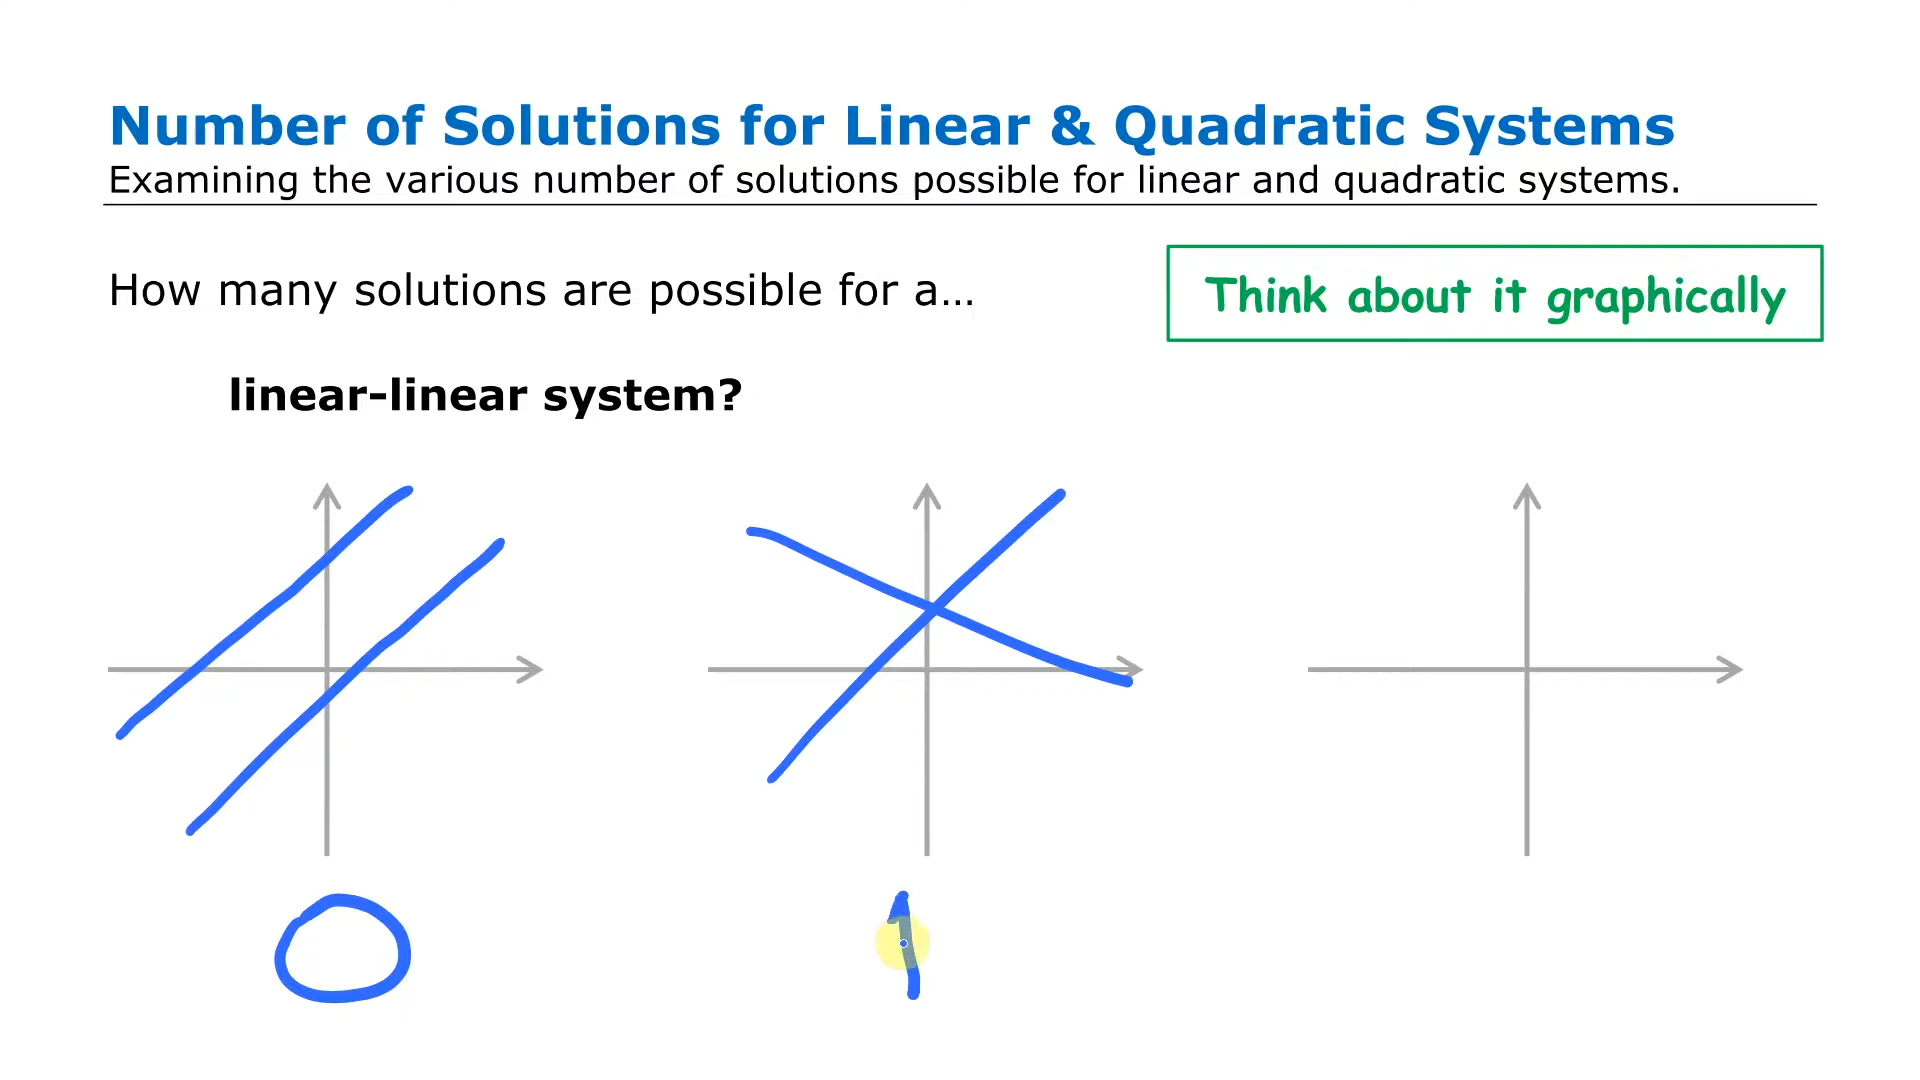 Number of Solutions for Linear & Quadratic Systems
Examining the various number of solutions possible for linear and quadratic systems.
How many solutions are possible for a...
Think about it graphically
linear-linear system?
0 1